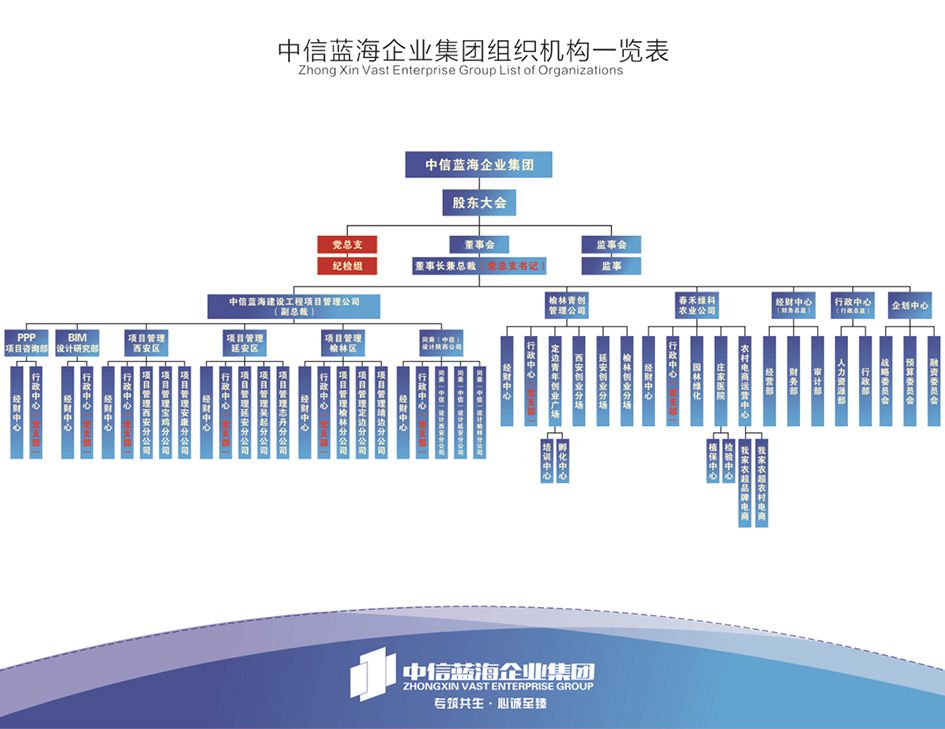 中信蓝海企业集团组织机构一览表
Zhong Xin Vast Enterprise Group List of Organizations
中信蓝海企业集团
股东大会
党总支
董事会
监事会
纪检组
董事长兼总裁（党总支书记）
监事
中信蓝海建设工程项目管理公司
（副总裁）
榆林青创
管理公司
春禾绿科
农业公司
经财中心
（财务总监）
行政中心
（行政总监）
企划中心
PPP
项目咨询部
BIM
设计研究部
项目管理
西安区
项目管理
延安区
项目管理
榆林区
同乘（中信）
设计陕西公司
经财中心
行政中心（党支部）
经财中心
行政中心（党支部）
经财中心
行政中心（党支部）
项目管理西安分公司
项目管理宝鸡分公司
项目管理安康分公司
经财中心
行政中心（党支部）
项目管理延安分公司
项目管理吴起分公司
项目管理志丹分公司
经财中心
行政中心（党支部）
项目管理榆林分公司
项目管理定边分公司
项目管理靖边分公司
经财中心
行政中心（党支部）
同乘（中信）设计西安分公司
同乘（中信）设计延安分公司
同乘（中信）设计榆林分公司
经财中心
行政中心（党支部）
定边青年创业广场
西安创业分场
延安创业分场
榆林创业分场
培训中心
孵化中心
经财中心
行政中心（党支部）
园林绿化
庄家医院
农村电商运营中心
植保中心
检验中心
我家农超品牌电商
我家农超农村电商
经营部
财务部
审计部
人力资源部
行政部
战略委员会
预算委员会
融资委员会
中信蓝海企业集团
ZHONGXIN VAST ENTERPRISE GROUP
专筑共生·心诚至臻